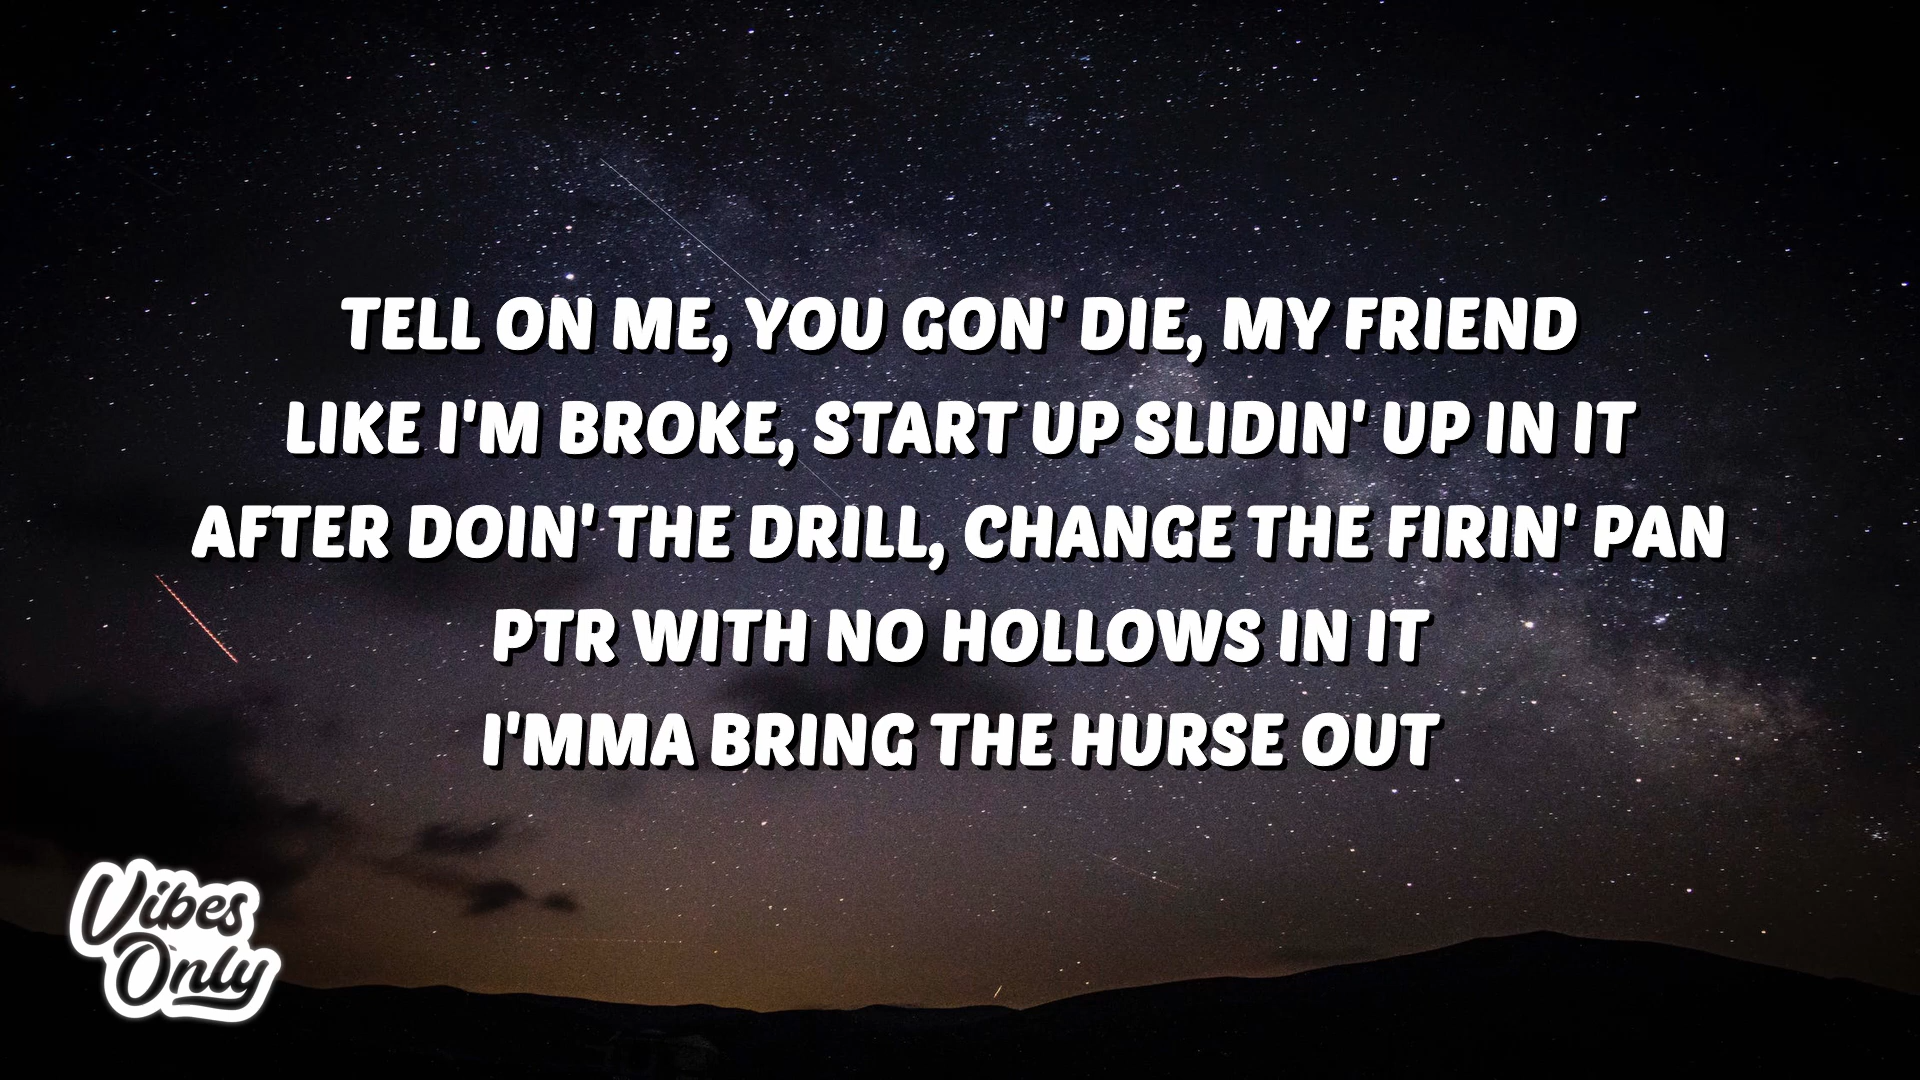 TELL ON ME, YOU GON' DIE, MY FRIEND
LIKE I'M BROKE, START UP SLIDIN' UP IN IT
AFTER DOIN' THE DRILL, CHANGE THE FIRIN' PAN
PTR WITH NO HOLLOWS IN IT
I'MMA BRING THE HURSE OUT
Vibes
Only